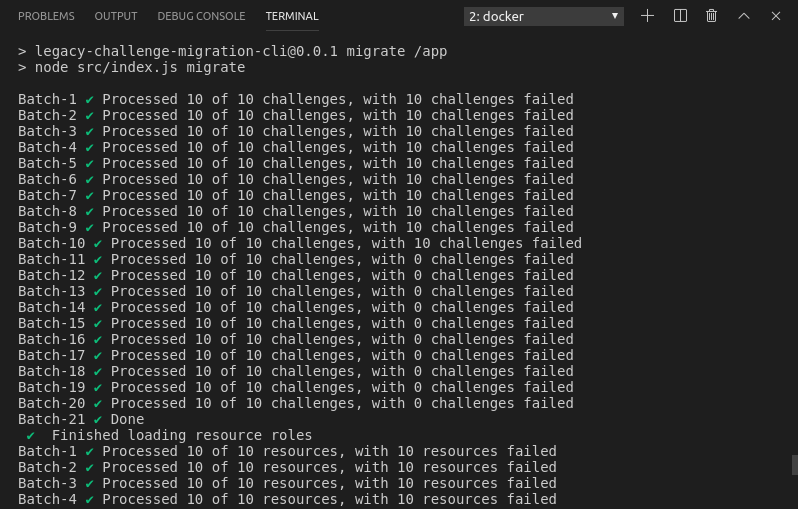 PROBLEMS OUTPUT DEBUG CONSOLE TERMINAL 2: docker
> legacy-challenge-migration-cli@0.0.1 migrate /app
> node src/index.js migrate
Batch-1 ✔ Processed 10 of 10 challenges, with 10 challenges failed
Batch-2 ✔ Processed 10 of 10 challenges, with 10 challenges failed
Batch-3 ✔ Processed 10 of 10 challenges, with 10 challenges failed
Batch-4 ✔ Processed 10 of 10 challenges, with 10 challenges failed
Batch-5 ✔ Processed 10 of 10 challenges, with 10 challenges failed
Batch-6 ✔ Processed 10 of 10 challenges, with 10 challenges failed
Batch-7 ✔ Processed 10 of 10 challenges, with 10 challenges failed
Batch-8 ✔ Processed 10 of 10 challenges, with 10 challenges failed
Batch-9 ✔ Processed 10 of 10 challenges, with 10 challenges failed
Batch-10 ✔ Processed 10 of 10 challenges, with 10 challenges failed
Batch-11 ✔ Processed 10 of 10 challenges, with 0 challenges failed
Batch-12 ✔ Processed 10 of 10 challenges, with 0 challenges failed
Batch-13 ✔ Processed 10 of 10 challenges, with 0 challenges failed
Batch-14 ✔ Processed 10 of 10 challenges, with 0 challenges failed
Batch-15 ✔ Processed 10 of 10 challenges, with 0 challenges failed
Batch-16 ✔ Processed 10 of 10 challenges, with 0 challenges failed
Batch-17 ✔ Processed 10 of 10 challenges, with 0 challenges failed
Batch-18 ✔ Processed 10 of 10 challenges, with 0 challenges failed
Batch-19 ✔ Processed 10 of 10 challenges, with 0 challenges failed
Batch-20 ✔ Processed 10 of 10 challenges, with 0 challenges failed
Batch-21 ✔ Done
✔ Finished loading resource roles
Batch-1 ✔ Processed 10 of 10 resources, with 10 resources failed
Batch-2 ✔ Processed 10 of 10 resources, with 10 resources failed
Batch-3 ✔ Processed 10 of 10 resources, with 10 resources failed
Batch-4 ✔ Processed 10 of 10 resources, with 10 resources failed